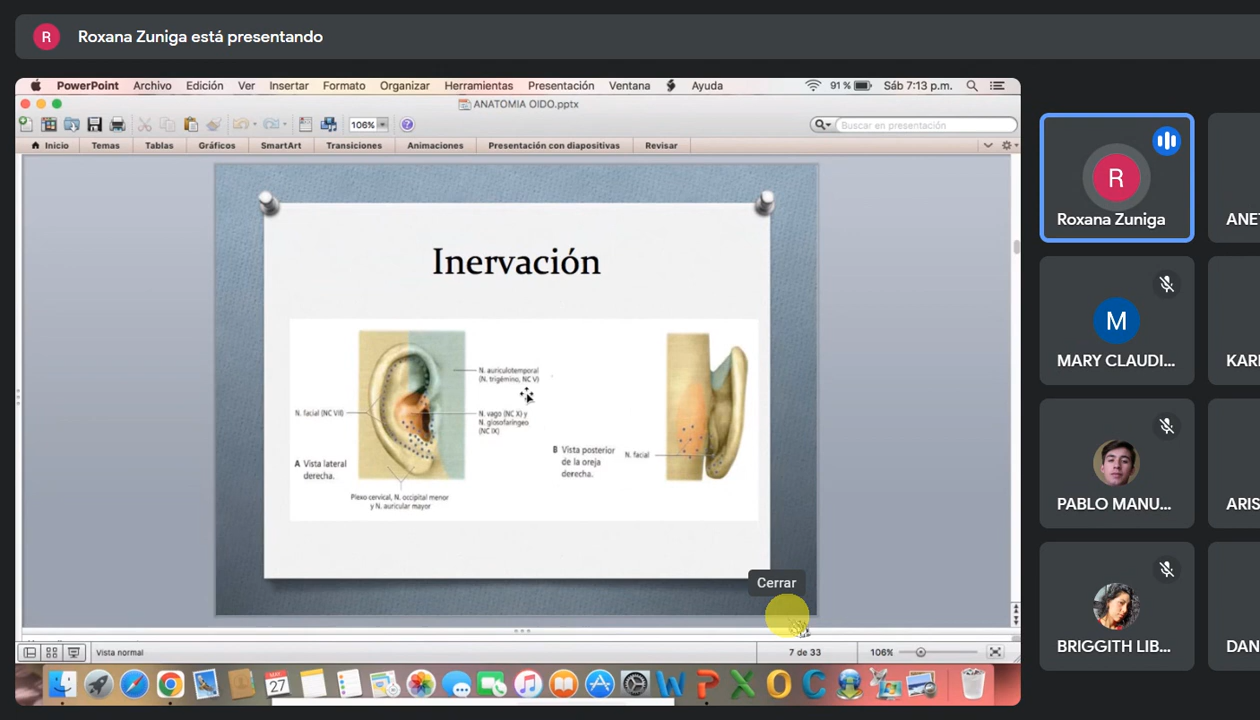 R
Roxana Zuniga está presentando
PowerPoint Archivo Edición Ver Insertar Formato Organizar Herramientas Presentación Ventana Ayuda 91 % Sáb 7:13 p.m.
ANATOMIA OIDO.pptx
106%
Buscar en presentación
Inicio Temas Tablas Gráficos SmartArt Transiciones Animaciones Presentación con diapositivas Revisar
Inervación
N. auriculotemporal
(N. trigémino, NC V)
N. facial (NC VII)
N. vago (NC X) y
N. glosofaríngeo
(NC IX)
A Vista lateral
derecha.
Plexo cervical, N. occipital menor
y N. auricular mayor
B Vista posterior
de la oreja
derecha.
N. facial
Cerrar
Vista normal
7 de 33
106%
27
R
Roxana Zuniga
ANE
M
MARY CLAUDI...
KARI
PABLO MANU...
ARIS
BRIGGITH LIB...
DAN